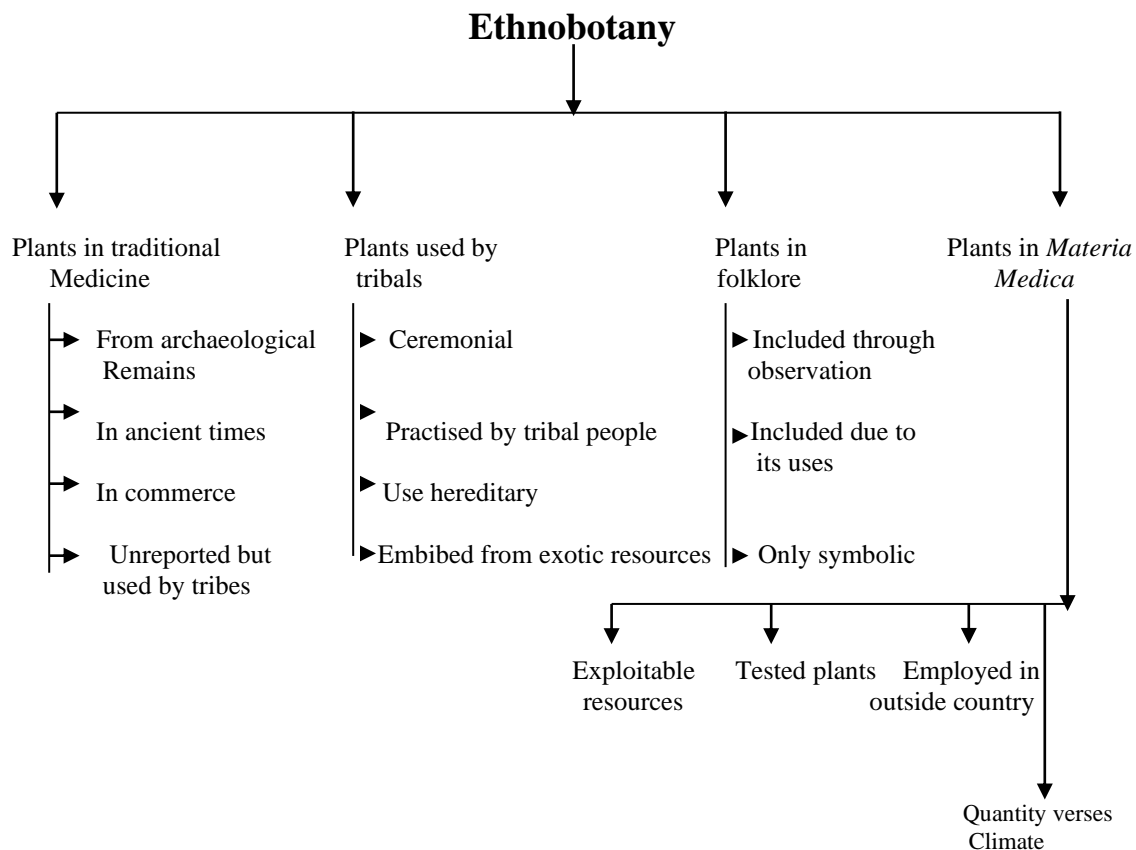 Ethnobotany
Plants in traditional
Medicine
From archaeological
Remains
In ancient times
In commerce
Unreported but
used by tribes
Plants used by
tribals
Ceremonial
Practised by tribal people
Use hereditary
Embibed from exotic resources
Plants in
folklore
Included through
observation
Included due to
its uses
Only symbolic
Plants in Materia
Medica
Exploitable
resources
Tested plants
Employed in
outside country
Quantity verses
Climate